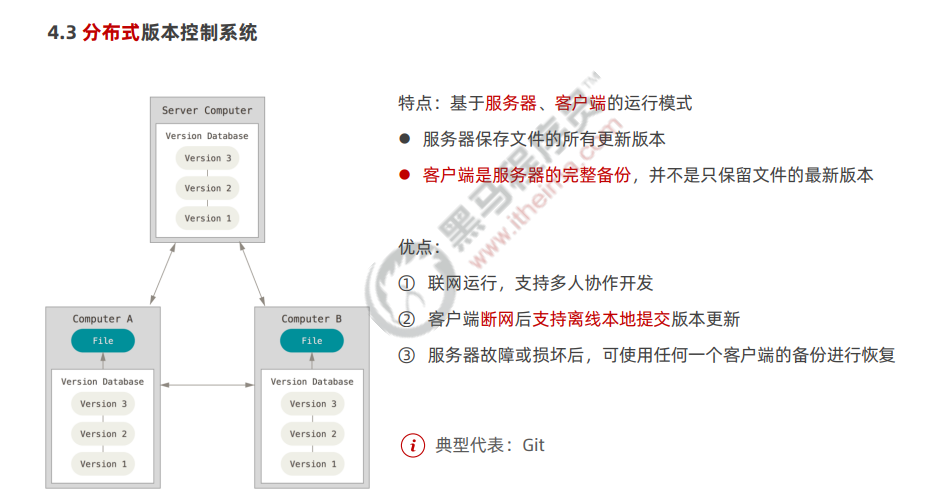 4.3 分布式版本控制系统
Server Computer
Version Database
Version 3
Version 2
Version 1
Computer A
File
Version Database
Version 3
Version 2
Version 1
Computer B
File
Version Database
Version 3
Version 2
Version 1
特点：基于服务器、客户端的运行模式
● 服务器保存文件的所有更新版本
● 客户端是服务器的完整备份，并不是只保留文件的最新版本
优点：
① 联网运行，支持多人协作开发
② 客户端断网后支持离线本地提交版本更新
③ 服务器故障或损坏后，可使用任何一个客户端的备份进行恢复
i 典型代表：Git
黑马程序员™
www.itheima.com